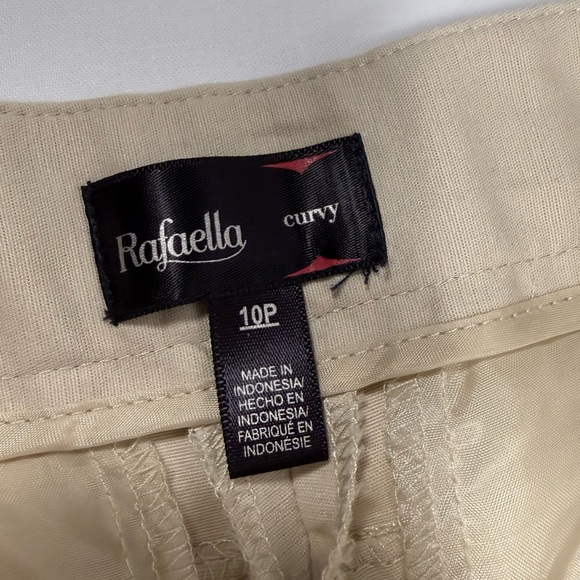 Rafaella
curvy
10P
MADE IN
INDONESIA/
HECHO EN
INDONESIA/
FABRIQUÉ EN
INDONÉSIE